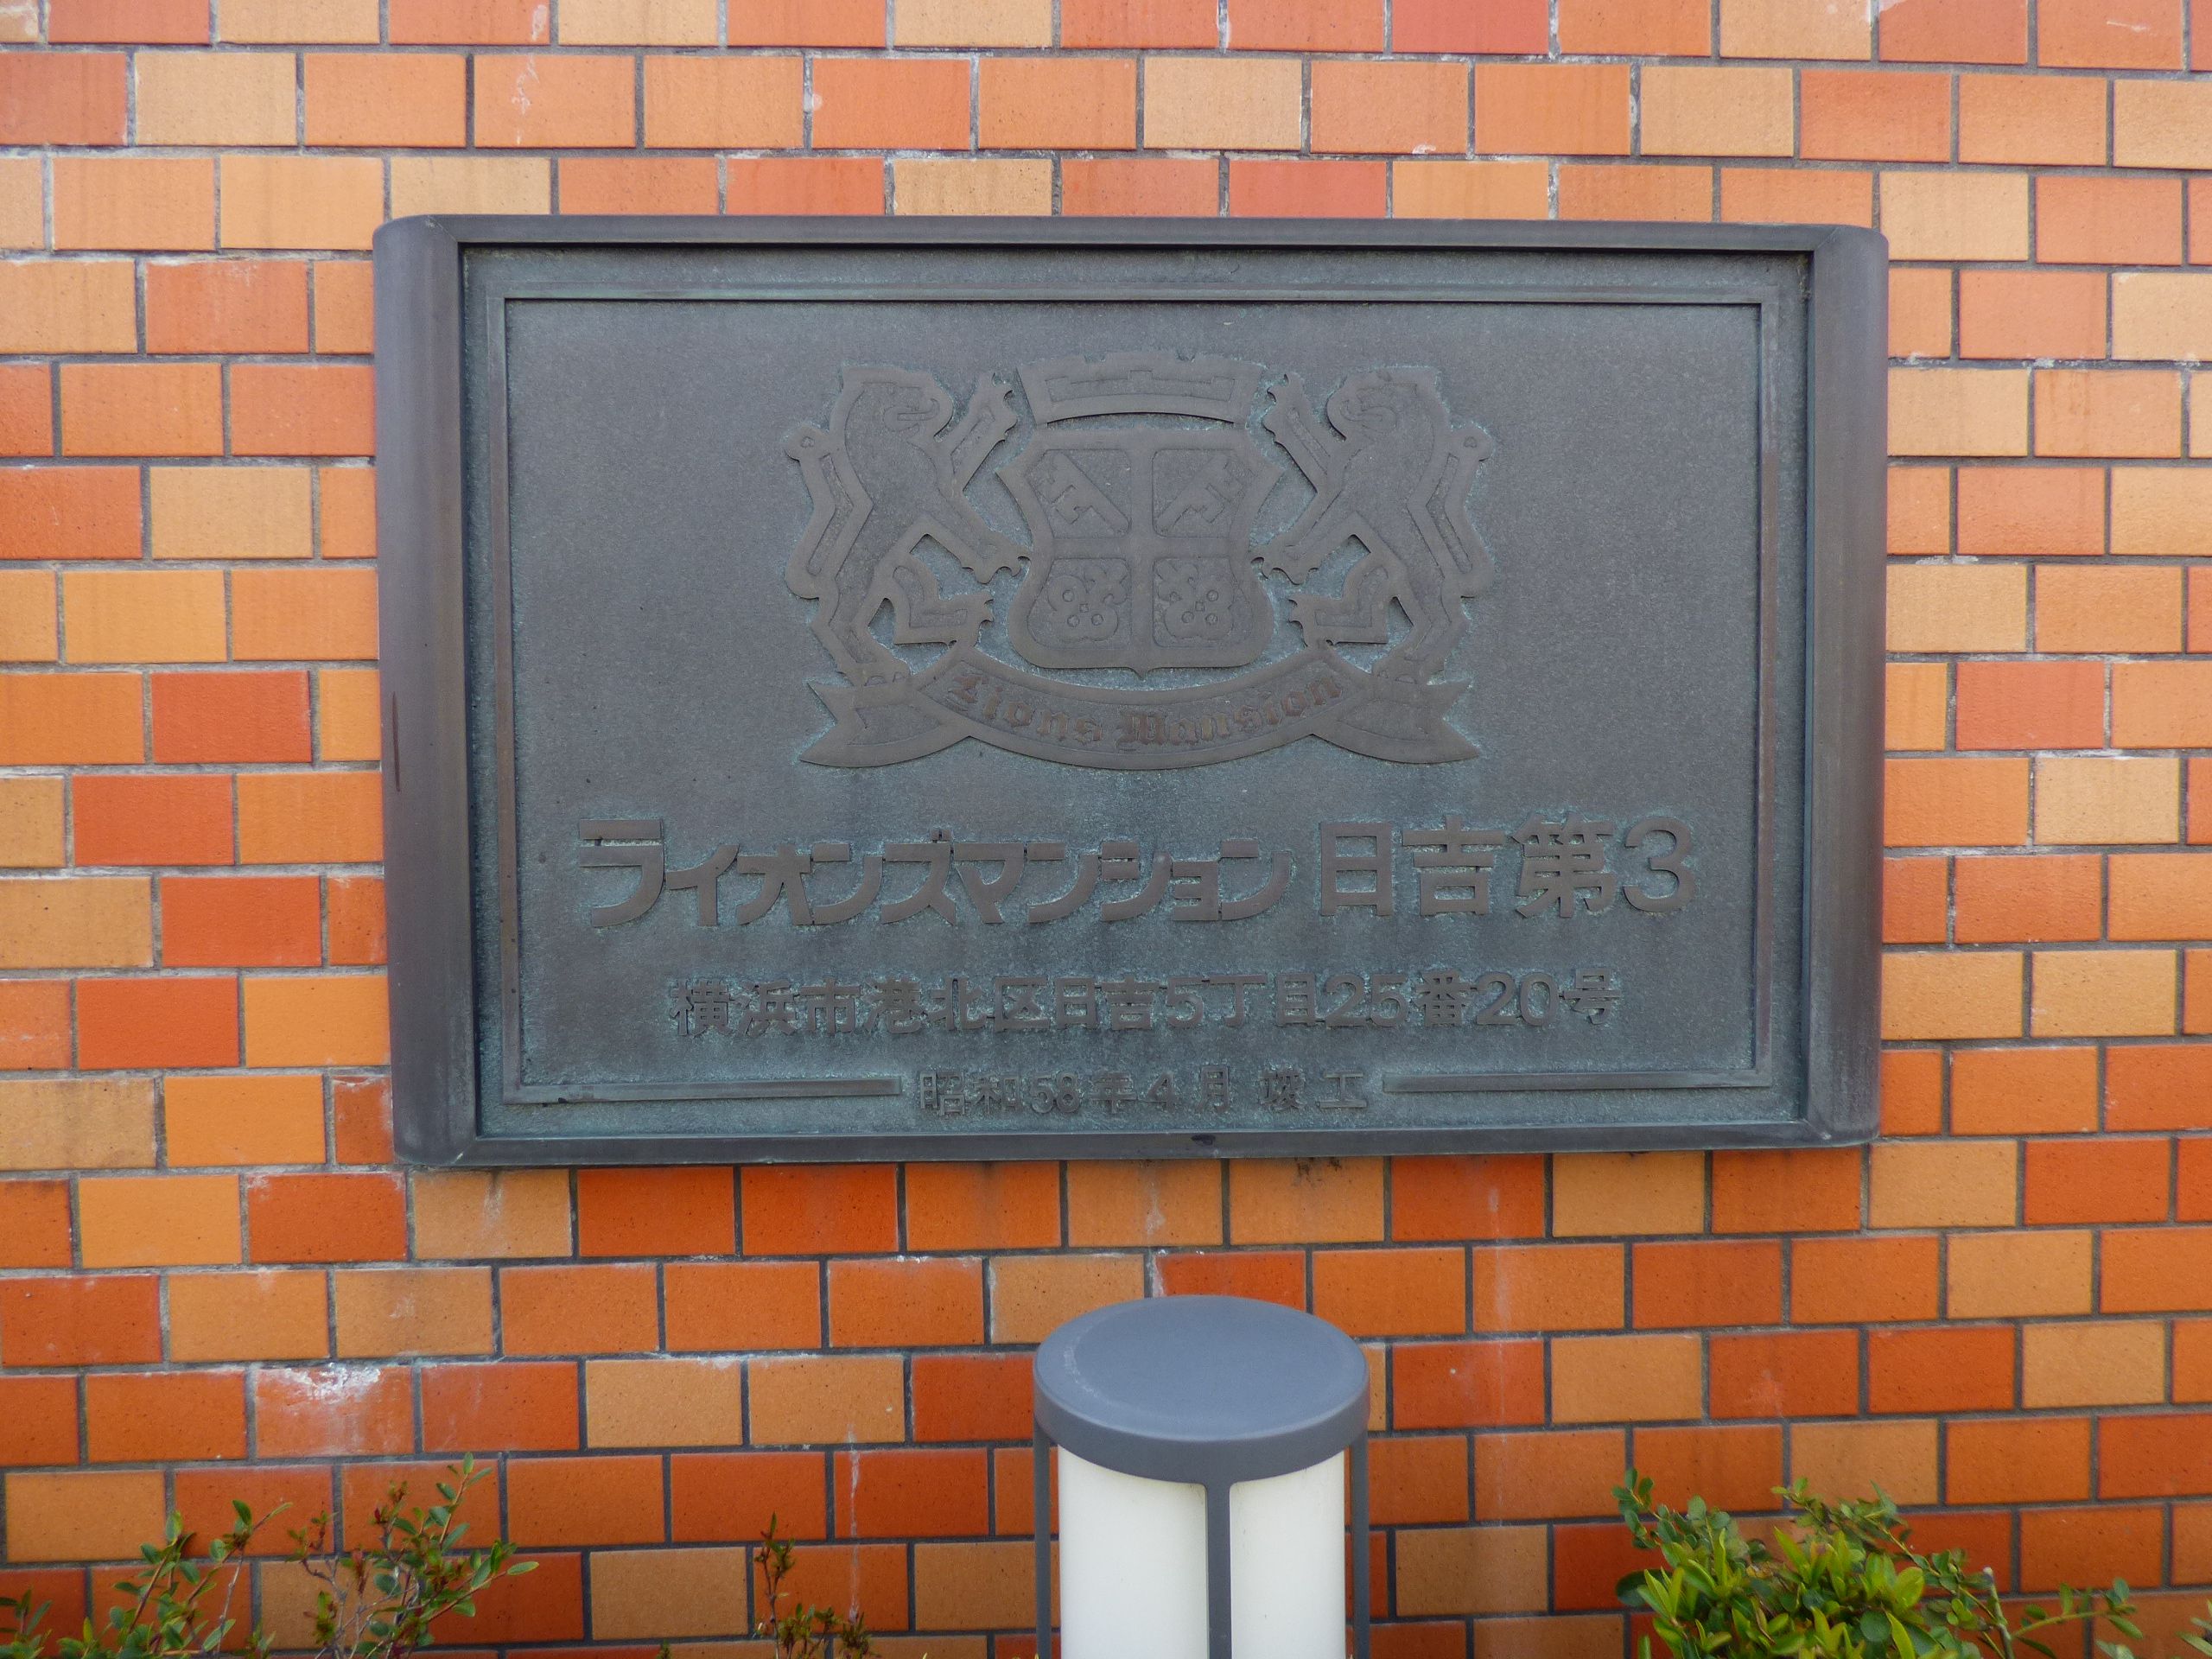 Lions Mansion
ライオンズマンション日吉第3
横浜市港北区日吉5丁目25番20号
昭和58年4月竣工